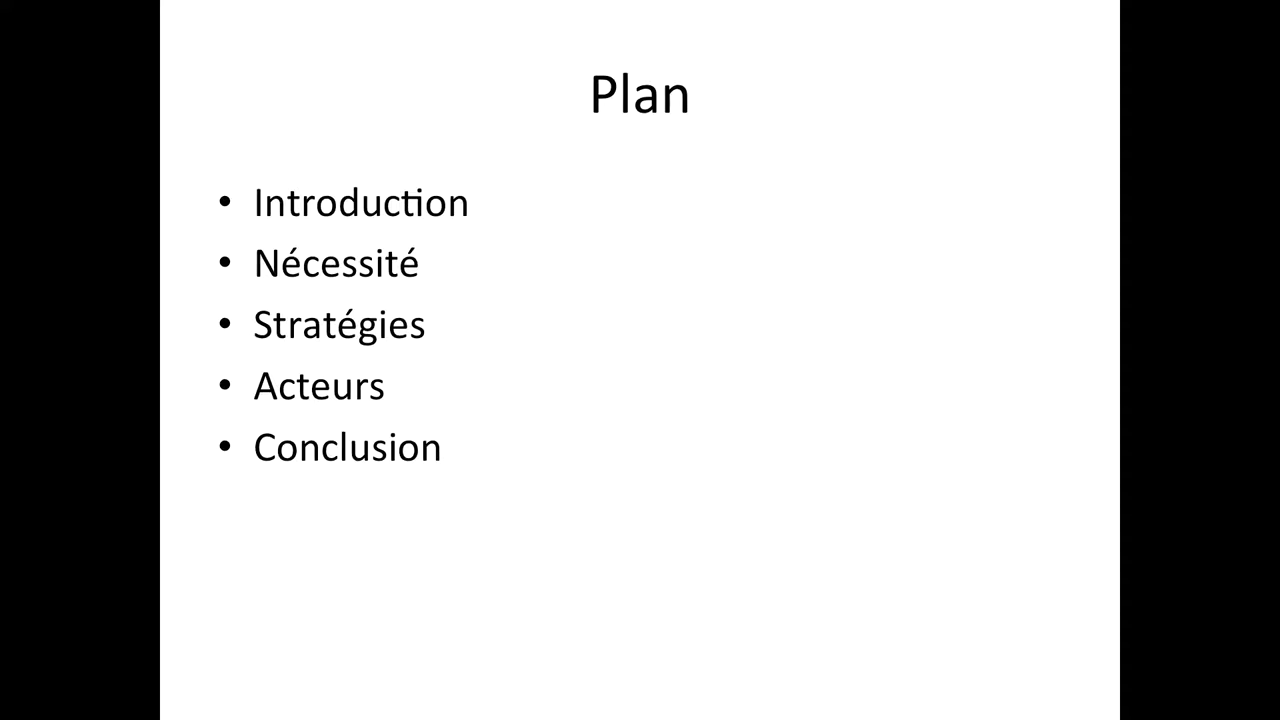 Plan
• Introduction
• Nécessité
• Stratégies
• Acteurs
• Conclusion